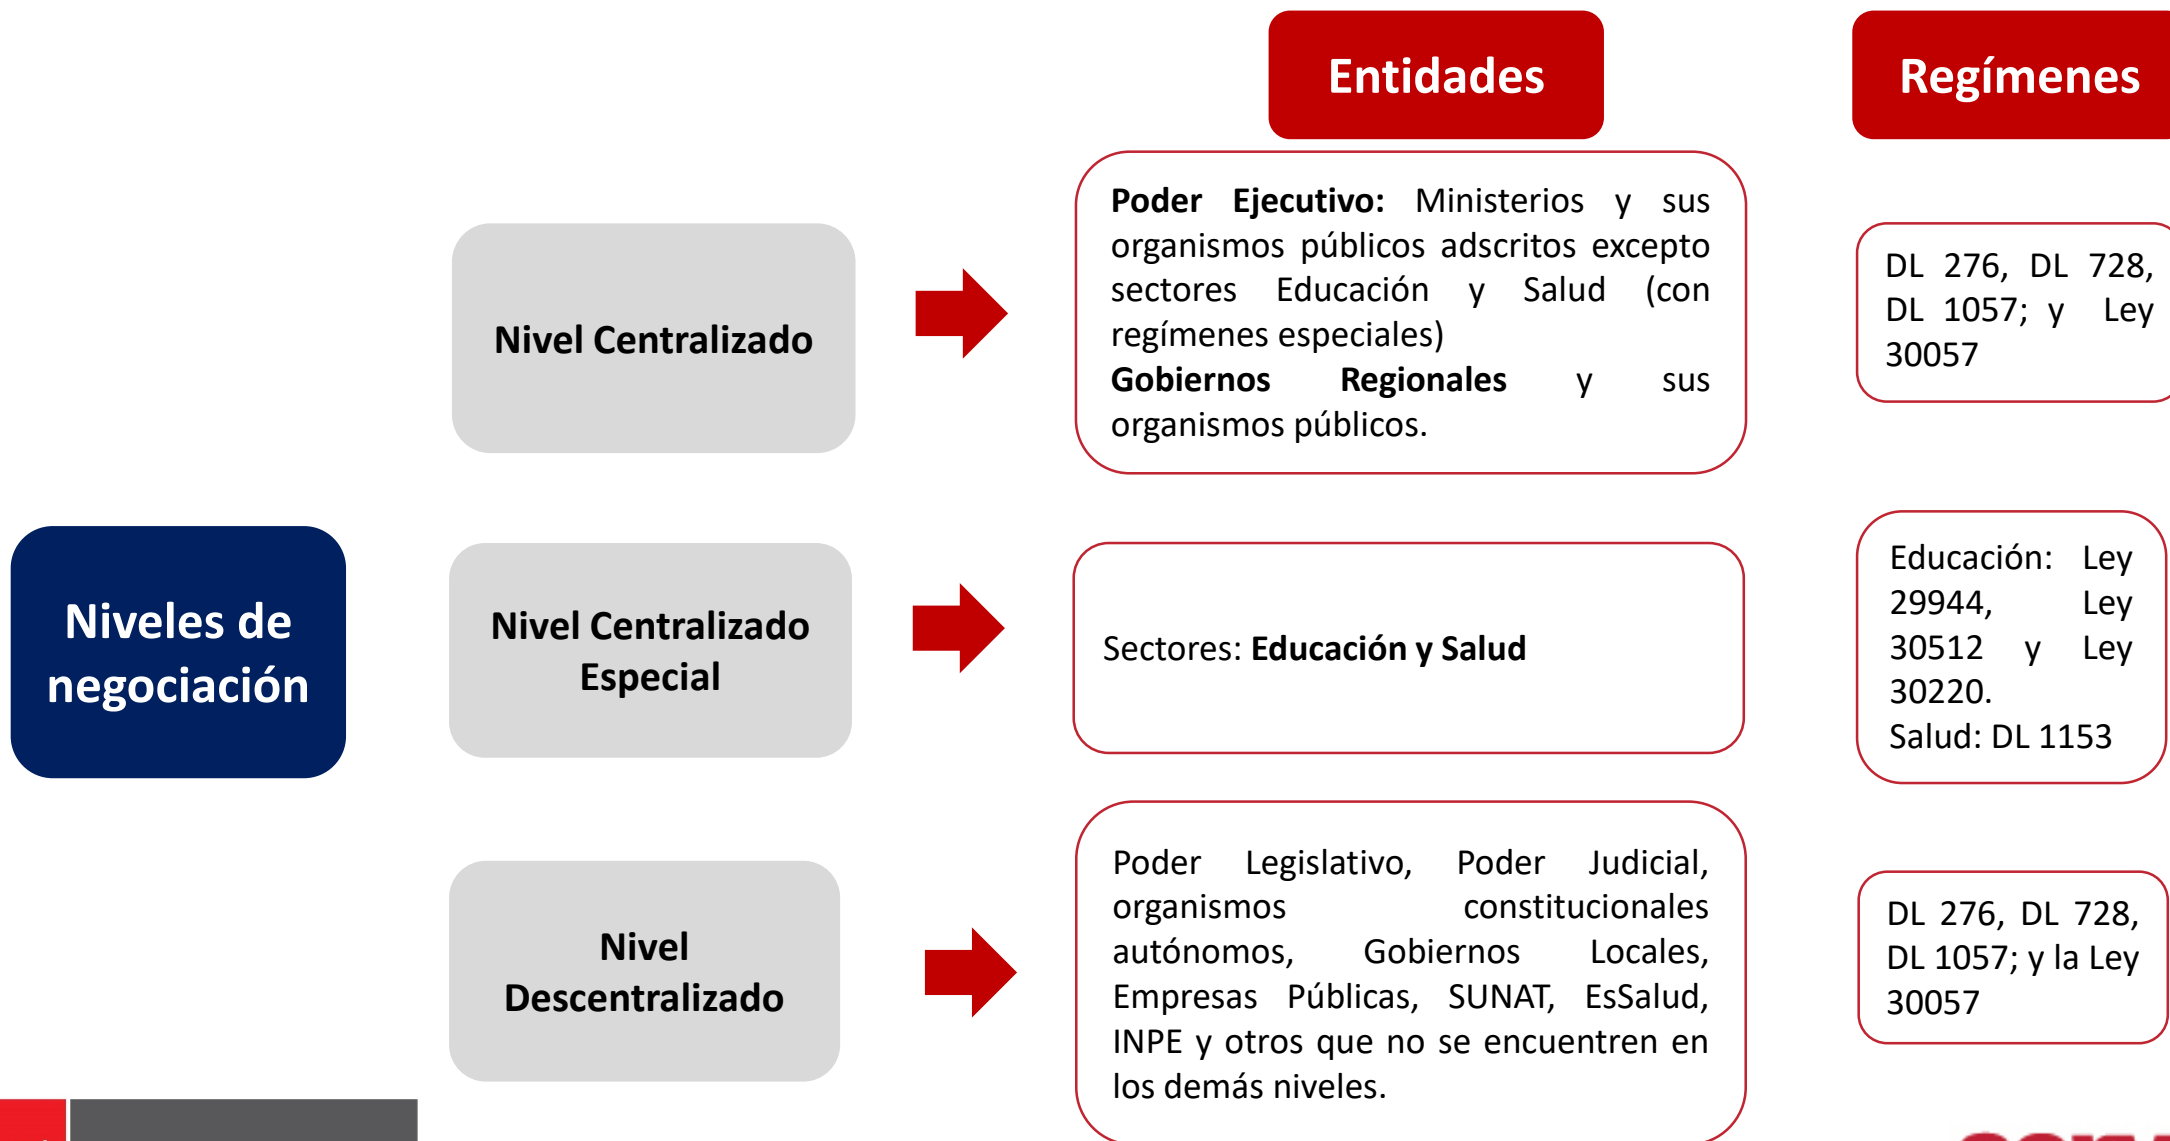 Entidades
Regímenes
Poder Ejecutivo: Ministerios y sus
organismos públicos adscritos excepto
sectores Educación y Salud (con
regímenes especiales)
Gobiernos Regionales y sus
organismos públicos.
Nivel Centralizado
DL 276, DL 728,
DL 1057; y Ley
30057
Niveles de
negociación
Nivel Centralizado
Especial
Sectores: Educación y Salud
Educación: Ley
29944, Ley
30512 y Ley
30220.
Salud: DL 1153
Nivel
Descentralizado
Poder Legislativo, Poder Judicial,
organismos constitucionales
autónomos, Gobiernos Locales,
Empresas Públicas, SUNAT, EsSalud,
INPE y otros que no se encuentren en
los demás niveles.
DL 276, DL 728,
DL 1057; y la Ley
30057